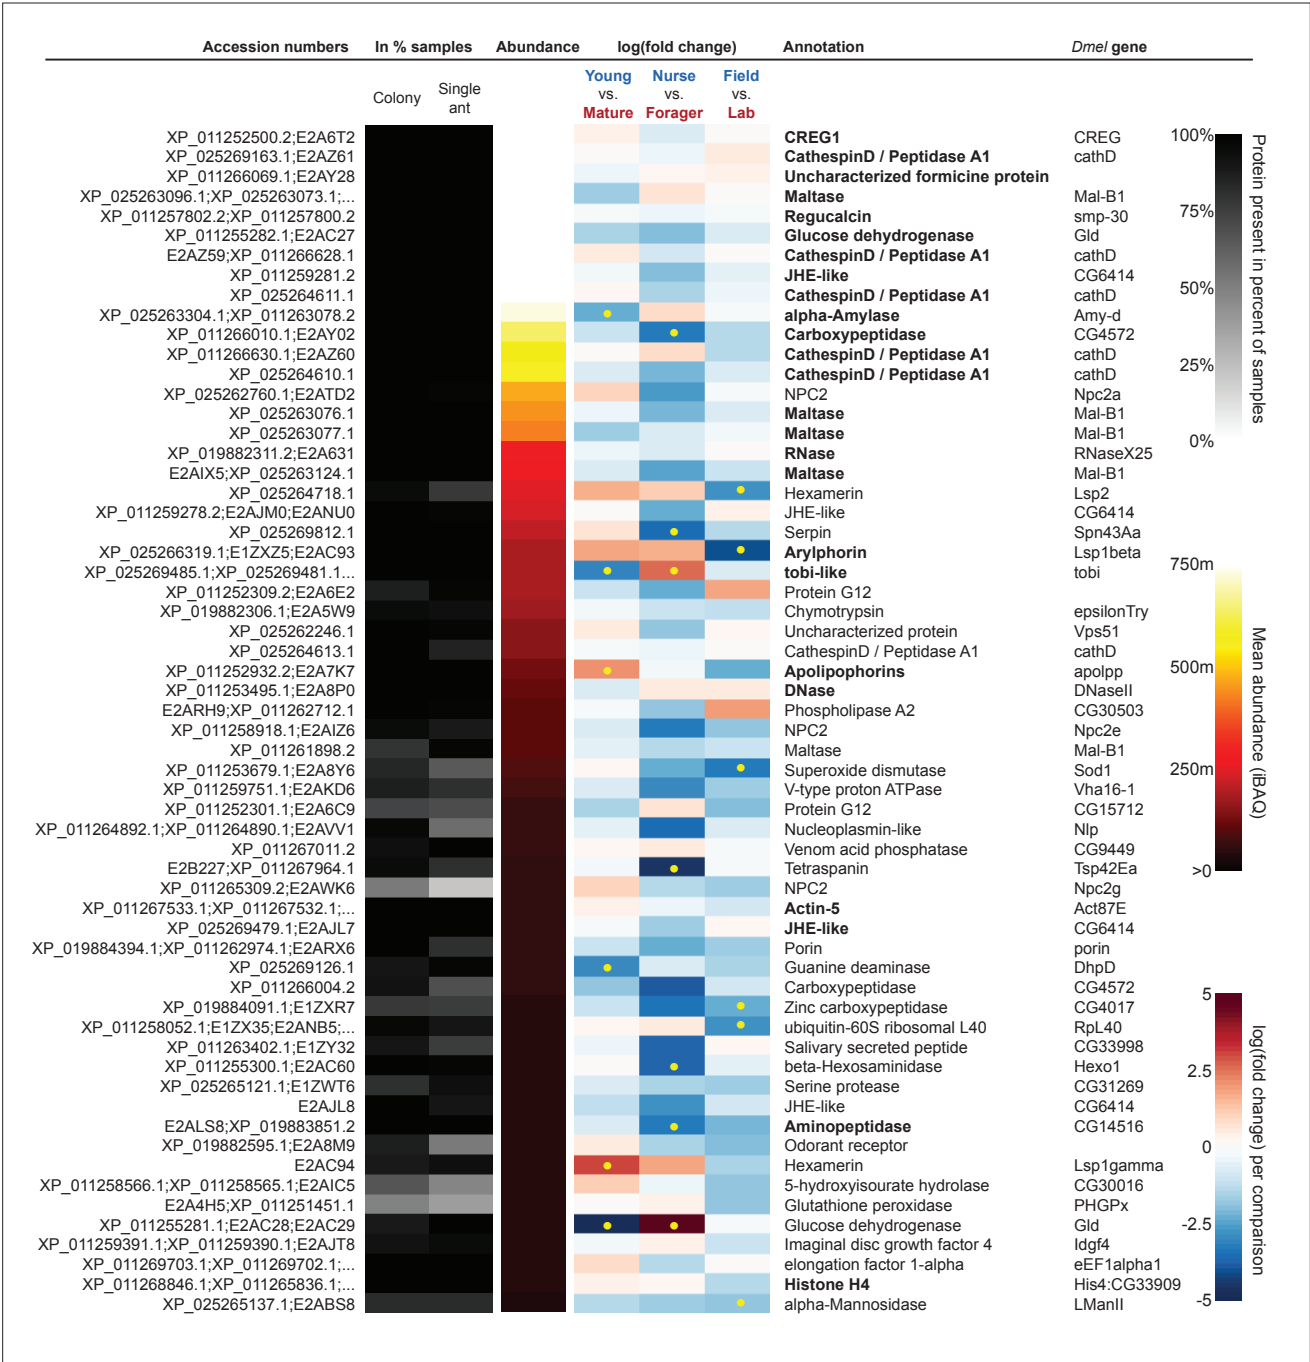 Accession numbers In % samples Abundance log(fold change) Annotation Dmel gene
Colony Single ant Young vs. Mature Nurse vs. Forager Field vs. Lab
XP_011252500.2;E2A6T2 CREG1 CREG
XP_025269163.1;E2AZ61 CathespinD / Peptidase A1 cathD
XP_011266069.1;E2AY28 Uncharacterized formicine protein
XP_025263096.1;XP_025263073.1;... Maltase Mal-B1
XP_011257802.2;XP_011257800.2 Regucalcin smp-30
XP_011255282.1;E2AC27 Glucose dehydrogenase Gld
E2AZ59;XP_011266628.1 CathespinD / Peptidase A1 cathD
XP_011259281.2 JHE-like CG6414
XP_025264611.1 CathespinD / Peptidase A1 cathD
XP_025263304.1;XP_011263078.2 alpha-Amylase Amy-d
XP_011266010.1;E2AY02 Carboxypeptidase CG4572
XP_011266630.1;E2AZ60 CathespinD / Peptidase A1 cathD
XP_025264610.1 CathespinD / Peptidase A1 cathD
XP_025262760.1;E2ATD2 NPC2 Npc2a
XP_025263076.1 Maltase Mal-B1
XP_025263077.1 Maltase Mal-B1
XP_019882311.2;E2A631 RNase RNaseX25
E2AIX5;XP_025263124.1 Maltase Mal-B1
XP_025264718.1 Hexamerin Lsp2
XP_011259278.2;E2AJM0;E2ANU0 JHE-like CG6414
XP_025269812.1 Serpin Spn43Aa
XP_025266319.1;E1ZXZ5;E2AC93 Arylphorin Lsp1beta
XP_025269485.1;XP_025269481.1... tobi-like tobi
XP_011252309.2;E2A6E2 Protein G12
XP_019882306.1;E2A5W9 Chymotrypsin epsilonTry
XP_025262246.1 Uncharacterized protein Vps51
XP_025264613.1 CathespinD / Peptidase A1 cathD
XP_011252932.2;E2A7K7 Apolipophorins apolpp
XP_011253495.1;E2A8P0 DNase DNaseII
E2ARH9;XP_011262712.1 Phospholipase A2 CG30503
XP_011258918.1;E2AIZ6 NPC2 Npc2e
XP_011261898.2 Maltase Mal-B1
XP_011253679.1;E2A8Y6 Superoxide dismutase Sod1
XP_011259751.1;E2AKD6 V-type proton ATPase Vha16-1
XP_011252301.1;E2A6C9 Protein G12 CG15712
XP_011264892.1;XP_011264890.1;E2AVV1 Nucleoplasmin-like Nlp
XP_011267011.2 Venom acid phosphatase CG9449
E2B227;XP_011267964.1 Tetraspanin Tsp42Ea
XP_011265309.2;E2AWK6 NPC2 Npc2g
XP_011267533.1;XP_011267532.1;... Actin-5 Act87E
XP_025269479.1;E2AJL7 JHE-like CG6414
XP_019884394.1;XP_011262974.1;E2ARX6 Porin porin
XP_025269126.1 Guanine deaminase DhpD
XP_011266004.2 Carboxypeptidase CG4572
XP_019884091.1;E1ZXR7 Zinc carboxypeptidase CG4017
XP_011258052.1;E1ZX35;E2ANB5;... ubiquitin-60S ribosomal L40 RpL40
XP_011263402.1;E1ZY32 Salivary secreted peptide CG33998
XP_011255300.1;E2AC60 beta-Hexosaminidase Hexo1
XP_025265121.1;E1ZWT6 Serine protease CG31269
E2AJL8 JHE-like CG6414
E2ALS8;XP_019883851.2 Aminopeptidase CG14516
XP_019882595.1;E2A8M9 Odorant receptor
E2AC94 Hexamerin Lsp1gamma
XP_011258566.1;XP_011258565.1;E2AIC5 5-hydroxyisourate hydrolase CG30016
E2A4H5;XP_011251451.1 Glutathione peroxidase PHGPx
XP_011255281.1;E2AC28;E2AC29 Glucose dehydrogenase Gld
XP_011259391.1;XP_011259390.1;E2AJT8 Imaginal disc growth factor 4 Idgf4
XP_011269703.1;XP_011269702.1;... elongation factor 1-alpha eEF1alpha1
XP_011268846.1;XP_011265836.1;... Histone H4 His4:CG33909
XP_025265137.1;E2ABS8 alpha-Mannosidase LManII
100%
75%
50%
25%
0%
Protein present in percent of samples
750m
500m
250m
>0
Mean abundance (iBAQ)
5
2.5
0
-2.5
-5
log(fold change) per comparison